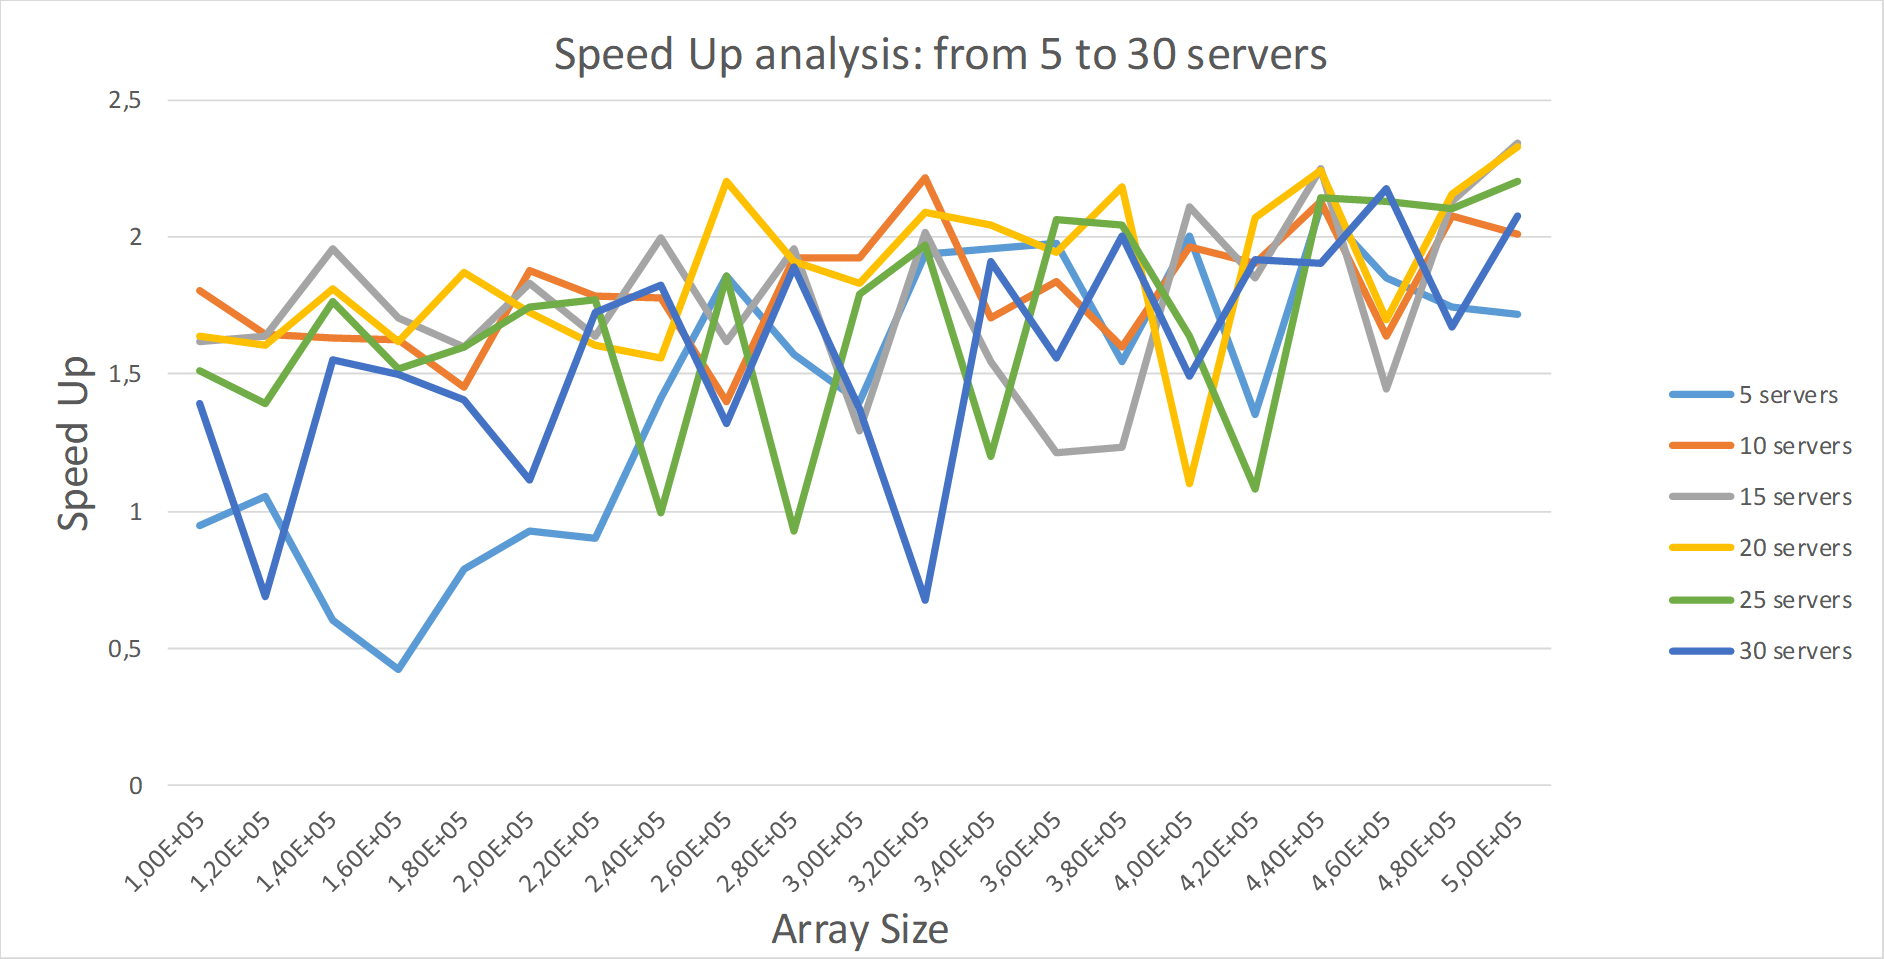 Speed Up analysis: from 5 to 30 servers
2,5
2
1,5
1
0,5
0
Speed Up
1,00E+05
1,20E+05
1,40E+05
1,60E+05
1,80E+05
2,00E+05
2,20E+05
2,40E+05
2,60E+05
2,80E+05
3,00E+05
3,20E+05
3,40E+05
3,60E+05
3,80E+05
4,00E+05
4,20E+05
4,40E+05
4,60E+05
4,80E+05
5,00E+05
Array Size
5 servers
10 servers
15 servers
20 servers
25 servers
30 servers